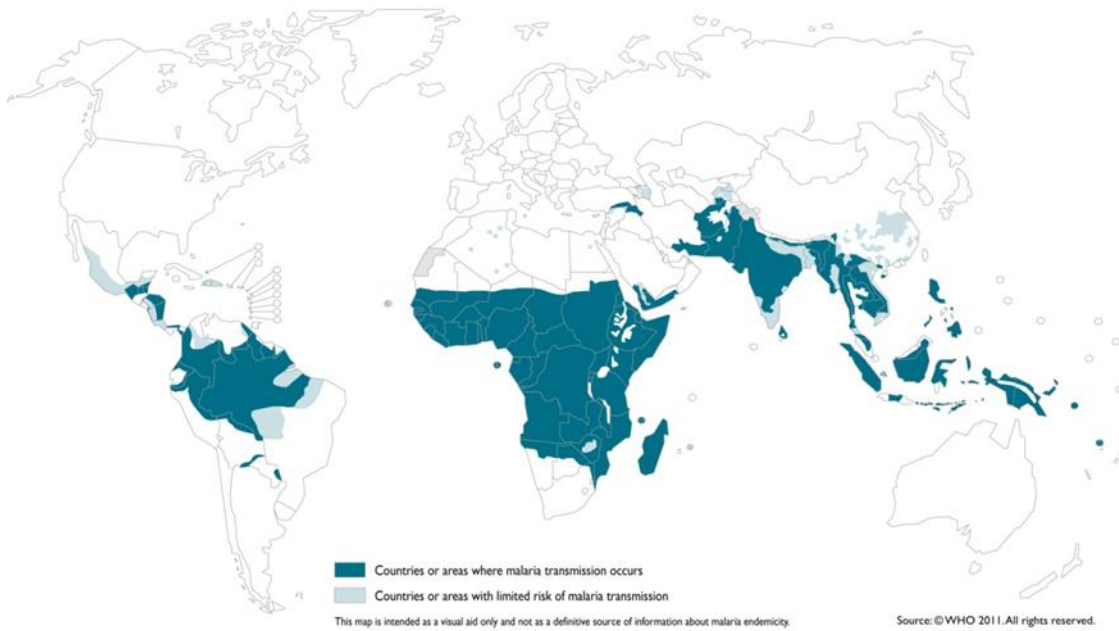 Countries or areas where malaria transmission occurs
Countries or areas with limited risk of malaria transmission
This map is intended as a visual aid only and not as a definitive source of information about malaria endemicity.
Source: © WHO 2011. All rights reserved.